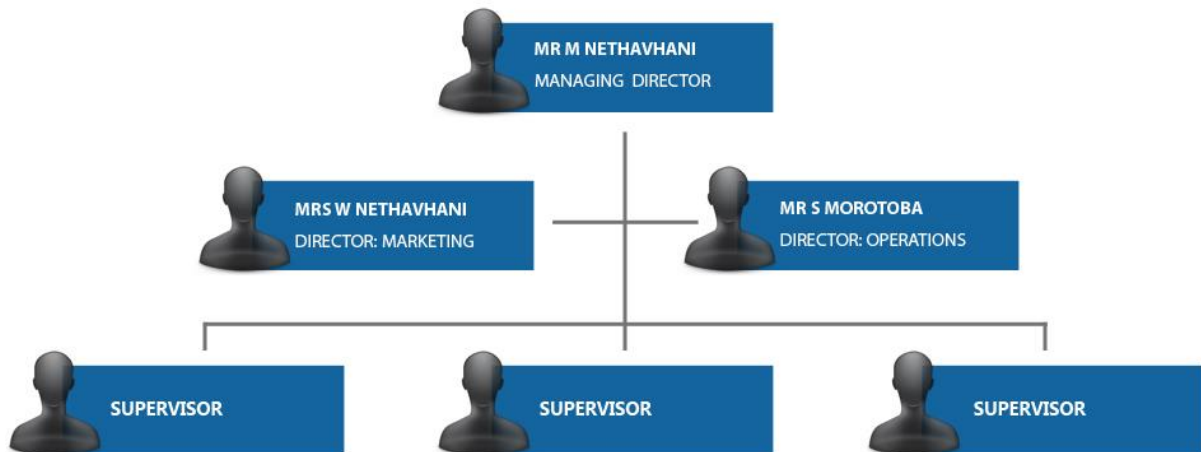 MR M NETHAVHANI
MANAGING DIRECTOR
MRS W NETHAVHANI
DIRECTOR: MARKETING
MR S MOROTOBA
DIRECTOR: OPERATIONS
SUPERVISOR
SUPERVISOR
SUPERVISOR